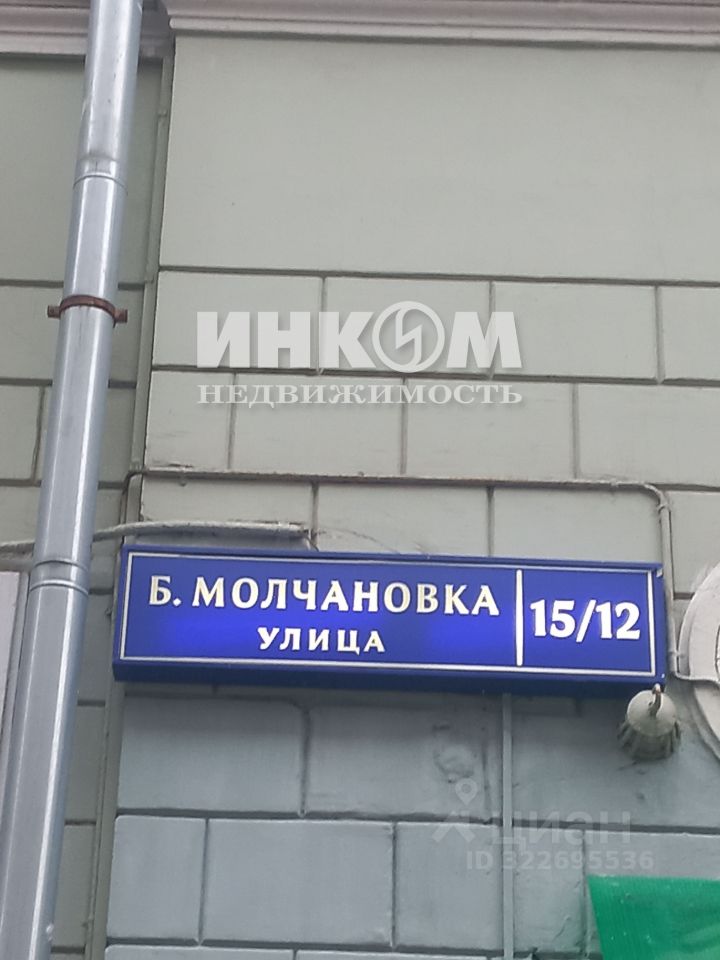 ИНКОМ
НЕДВИЖИМОСТЬ
Б. МОЛЧАНОВКА
УЛИЦА
15/12
циан
ID 322695536